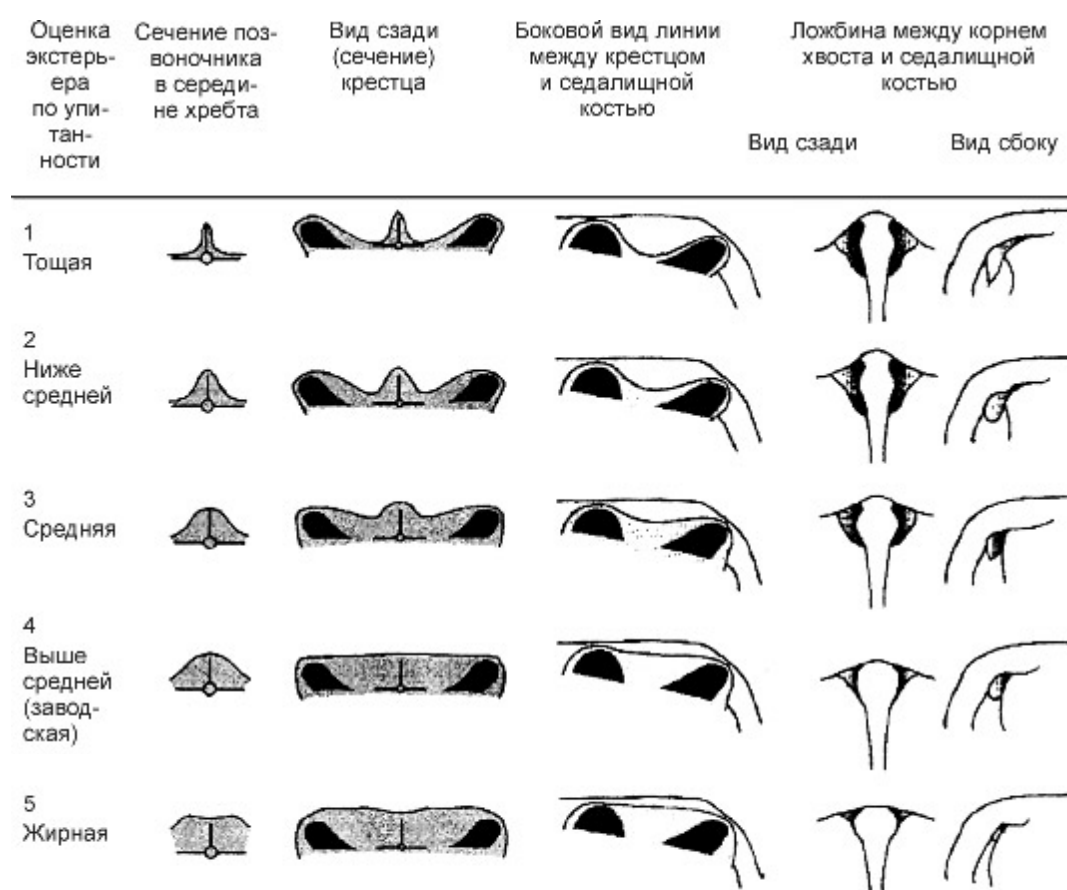 Оценка
экстерь-
ера
по упи-
тан-
ности
Сечение поз-
воночника
в середи-
не хребта
Вид сзади
(сечение)
крестца
Боковой вид линии
между крестцом
и седалищной
костью
Ложбина между корнем
хвоста и седалищной
костью
Вид сзади
Вид сбоку
1
Тощая
2
Ниже
средней
3
Средняя
4
Выше
средней
(завод-
ская)
5
Жирная